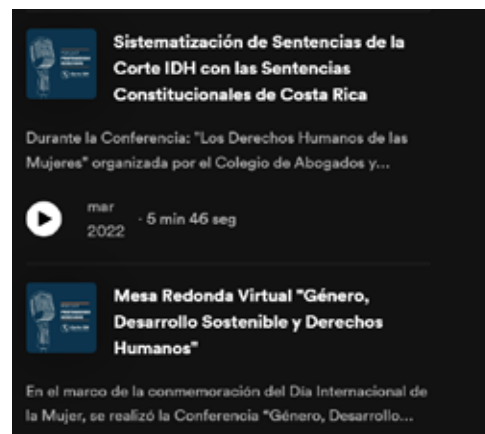 Sistematización de Sentencias de la
Corte IDH con las Sentencias
Constitucionales de Costa Rica
Durante la Conferencia: "Los Derechos Humanos de las
Mujeres" organizada por el Colegio de Abogados y...
mar
2022 · 5 min 46 seg
Mesa Redonda Virtual "Género,
Desarrollo Sostenible y Derechos
Humanos"
En el marco de la conmemoración del Día Internacional de
la Mujer, se realizó la Conferencia "Género, Desarrollo...